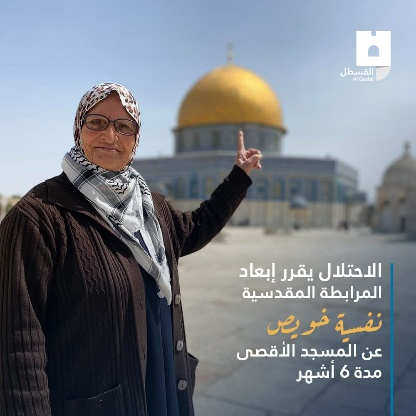 القسطل
Al Qastal
الاحتلال يقرر إبعاد
المرابطة المقدسية
نفيسة خويص
عن المسجد الأقصى
مدة 6 أشهر